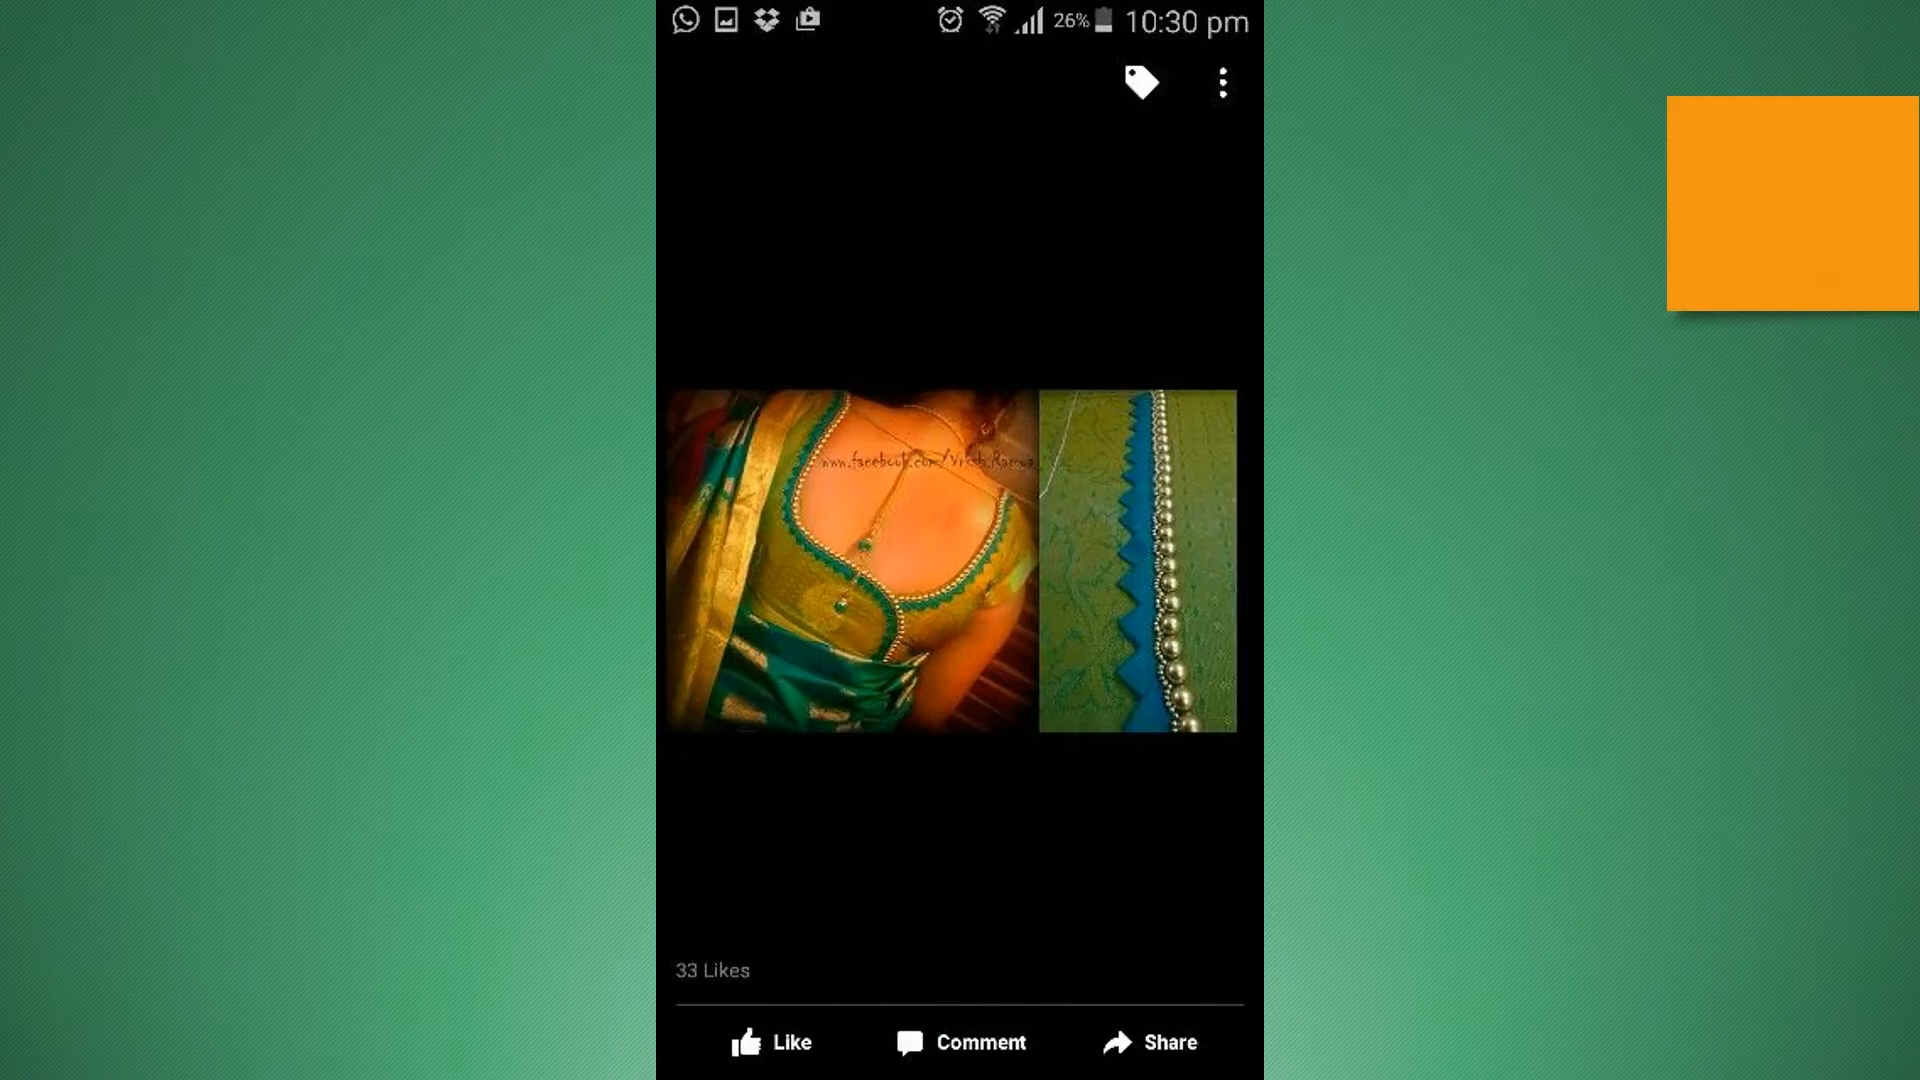 26% 10:30 pm
www.facebook.com/
33 Likes
Like Comment Share